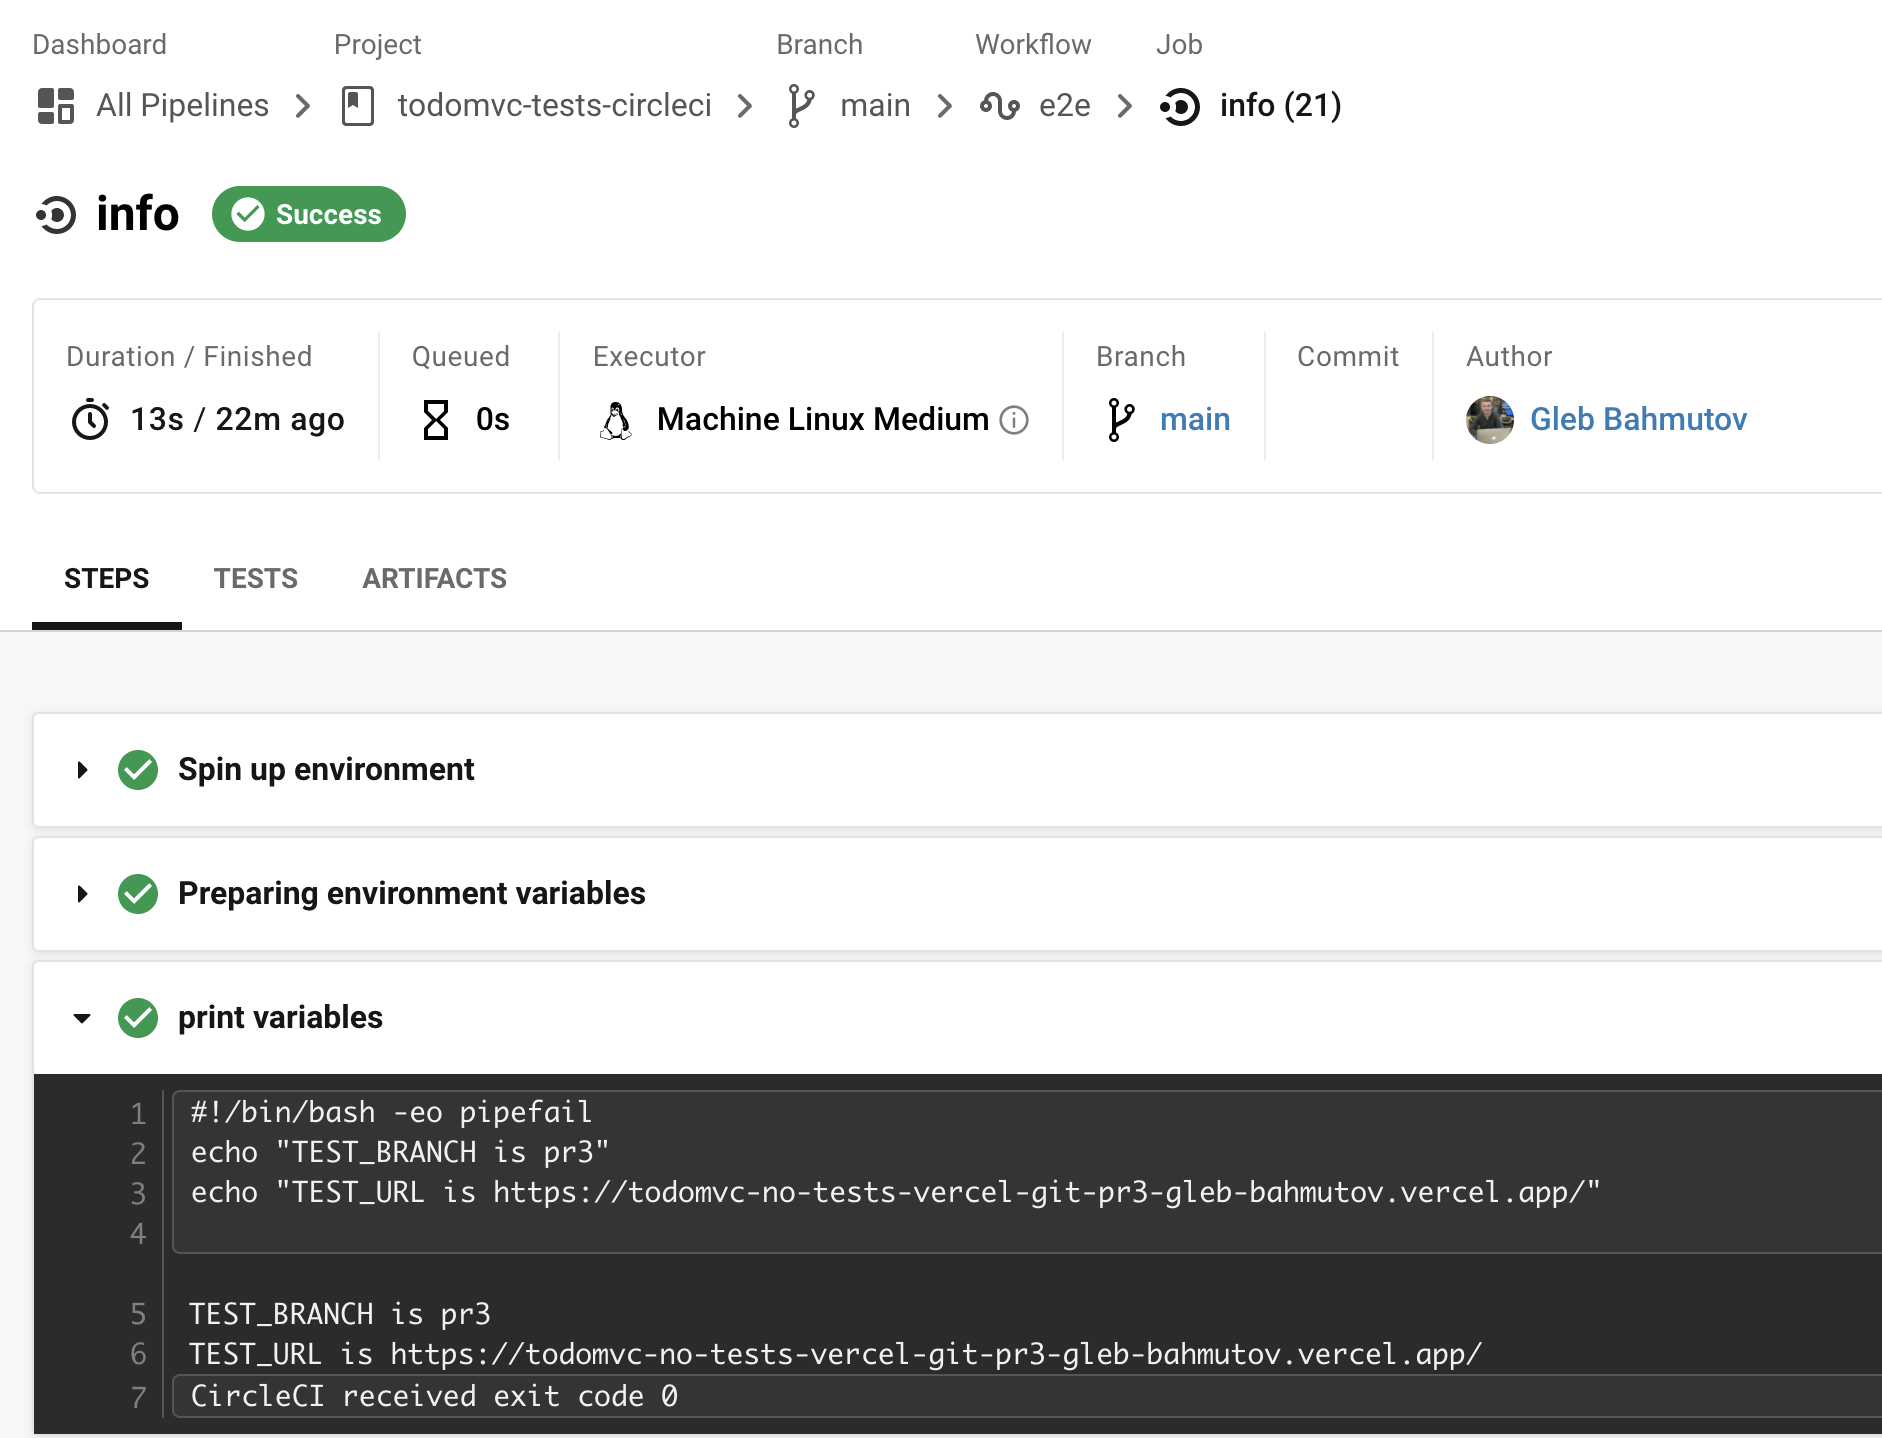 Dashboard Project Branch Workflow Job
All Pipelines todomvc-tests-circleci main e2e info (21)
info Success
Duration / Finished Queued Executor Branch Commit Author
13s / 22m ago 0s Machine Linux Medium main Gleb Bahmutov
STEPS TESTS ARTIFACTS
Spin up environment
Preparing environment variables
print variables
1 #!/bin/bash -eo pipefail
2 echo "TEST_BRANCH is pr3"
3 echo "TEST_URL is https://todomvc-no-tests-vercel-git-pr3-gleb-bahmutov.vercel.app/"
4
5 TEST_BRANCH is pr3
6 TEST_URL is https://todomvc-no-tests-vercel-git-pr3-gleb-bahmutov.vercel.app/
7 CircleCI received exit code 0